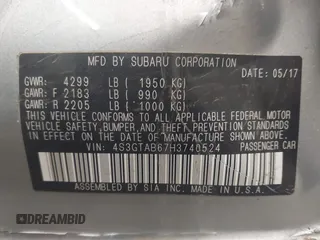 MFD BY SUBARU CORPORATION
GVWR: 4299 LB ( 1950 KG) DATE 05/17
GAWR: F 2183 LB ( 990 KG)
GAWR: R 2205 LB ( 1000 KG)
THIS VEHICLE CONFORMS TO ALL APPLICABLE FEDERAL MOTOR
VEHICLE SAFETY, BUMPER, AND THEFT PREVENTION STANDARDS
IN EFFECT ON THE DATE OF MANUFACTURE SHOWN ABOVE.
VIN: 4S3GTAB67H3740524 PASSENGER CAR
ASSEMBLED BY SIA INC. MADE IN U.S.A.
© DriveBidRide